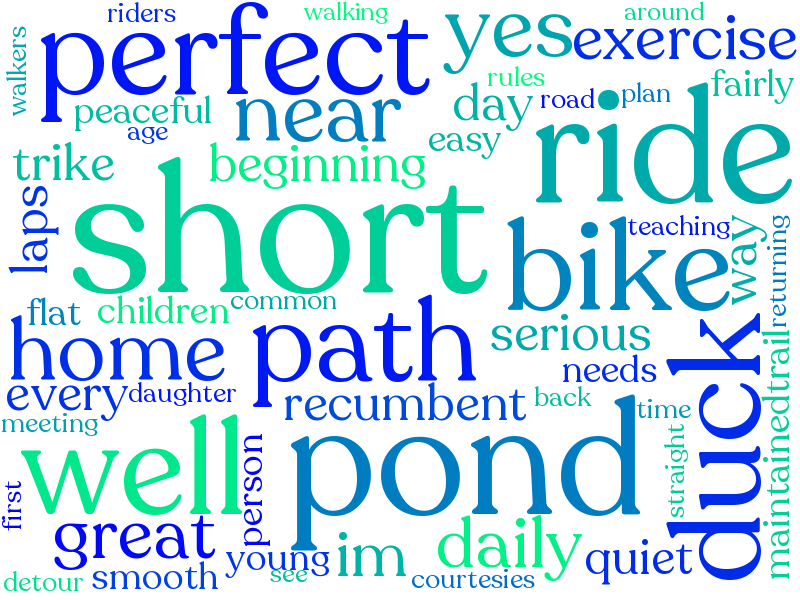 riders
walking
around
perfect
yes
exercise
walkers
peaceful
near
rules
day
road
plan
fairly
age
easy
trike
beginning
ride
laps
short
bike
teaching
way
returning
flat
children
common
home
path
serious
duck
every
daughter
recumbent
needs
back
time
maintained
trail
meeting
well
pond
straight
first
person
great
im
daily
quiet
young
see
detour
smooth
courtesies